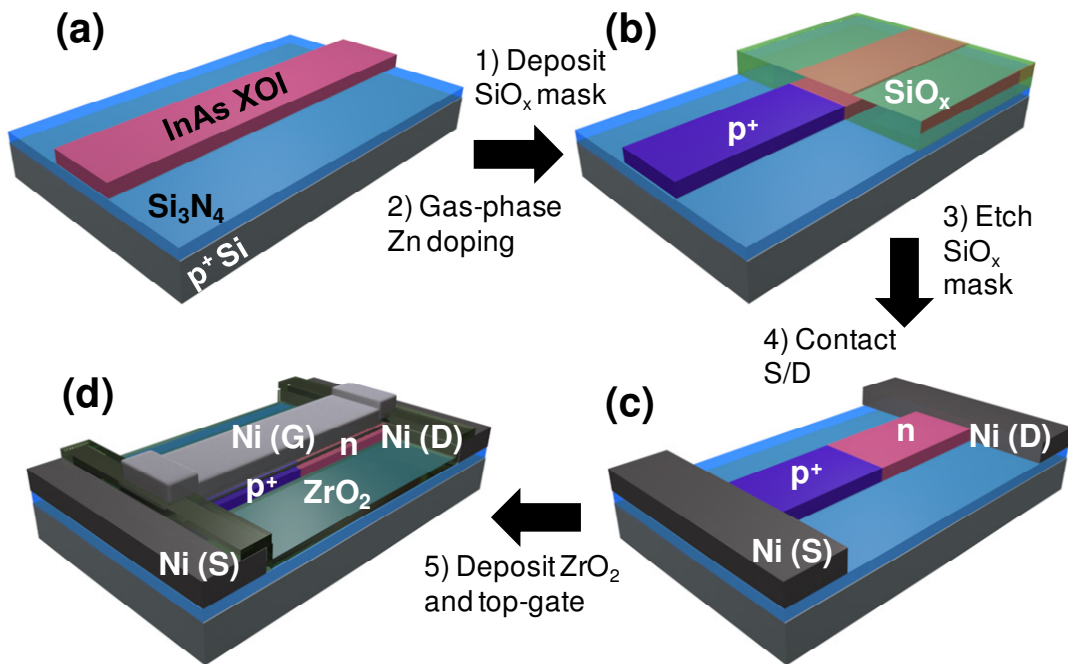 (a)
InAs XOI
Si₃N₄
p⁺ Si
1) Deposit
SiOₓ mask
2) Gas-phase
Zn doping
(b)
p⁺
SiOₓ
3) Etch
SiOₓ
mask
4) Contact
S/D
(c)
n
p⁺
Ni (D)
Ni (S)
5) Deposit ZrO₂
and top-gate
(d)
Ni (G)
n
Ni (D)
p⁺
ZrO₂
Ni (S)